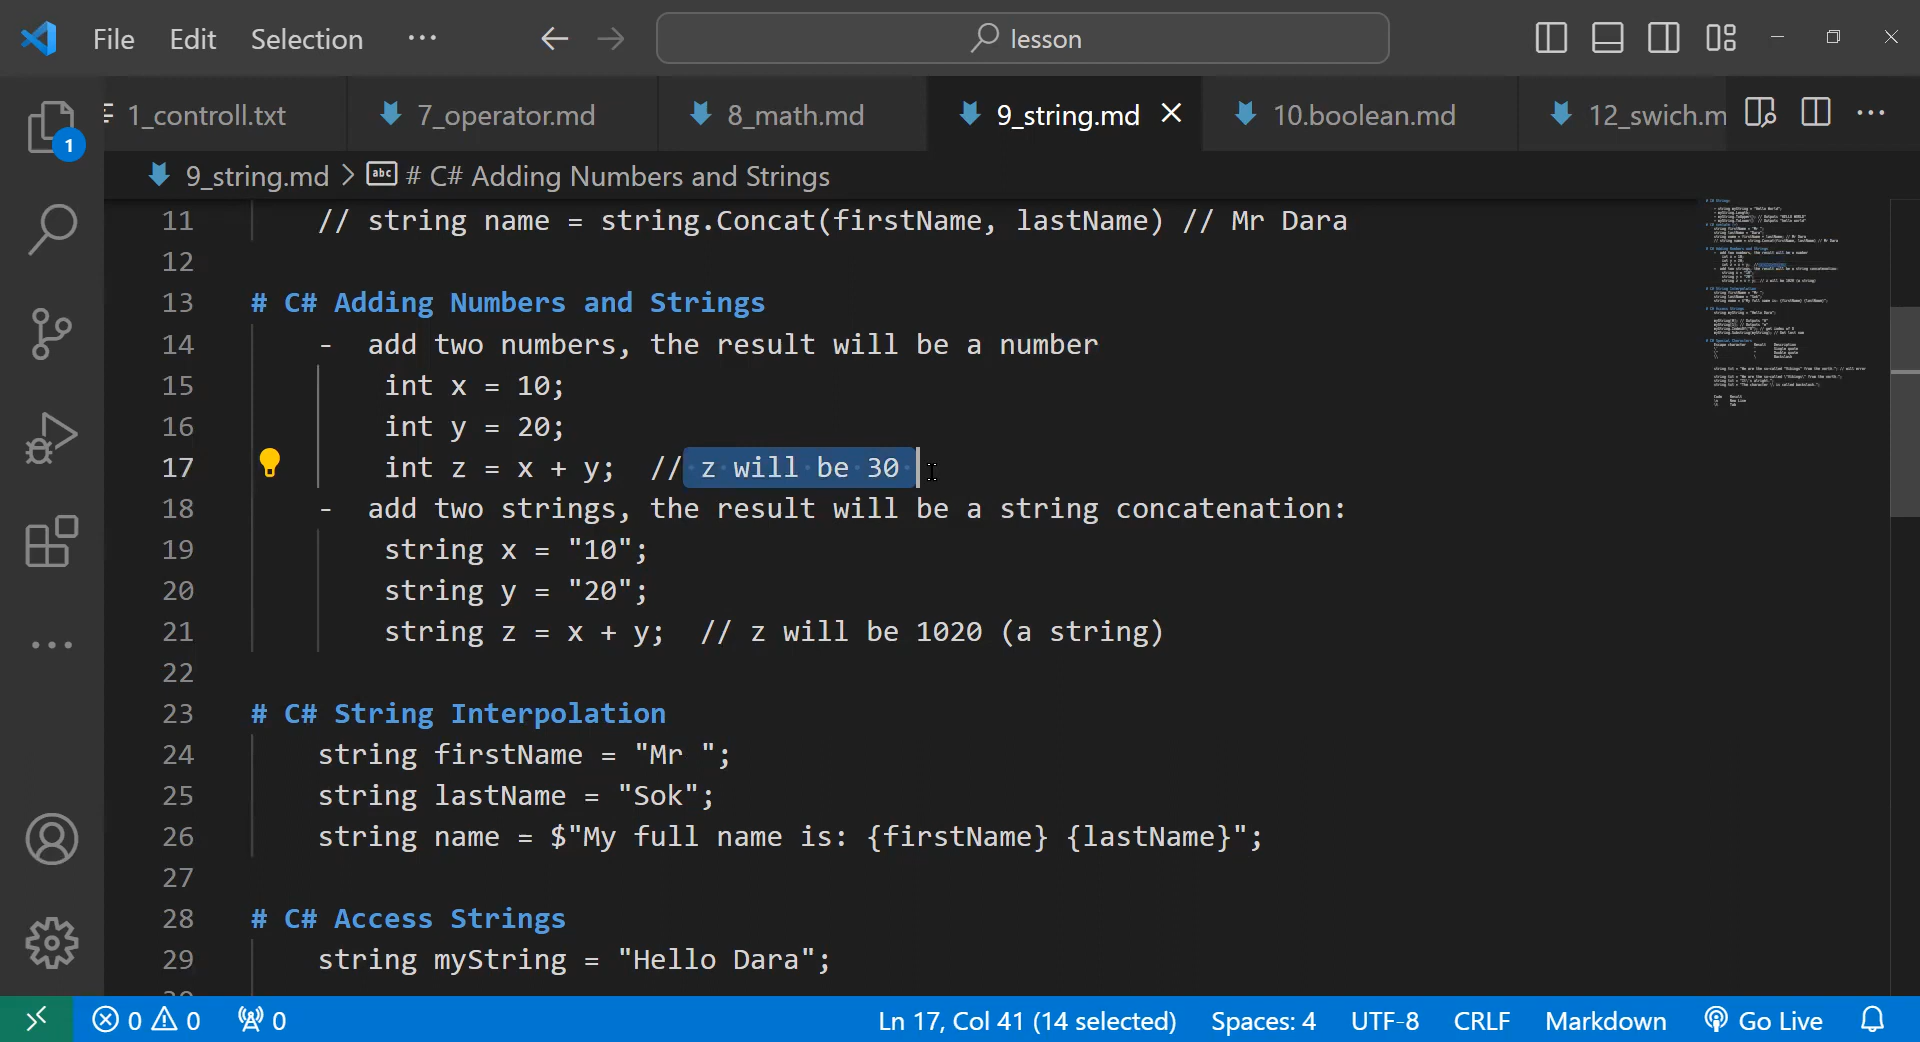 File Edit Selection ··· lesson
1_controll.txt 7_operator.md 8_math.md 9_string.md 10.boolean.md 12_swich.m
9_string.md > abc # C# Adding Numbers and Strings
11 // string name = string.Concat(firstName, lastName) // Mr Dara
12
13 # C# Adding Numbers and Strings
14 - add two numbers, the result will be a number
15 int x = 10;
16 int y = 20;
17 int z = x + y; // z will be 30
18 - add two strings, the result will be a string concatenation:
19 string x = "10";
20 string y = "20";
21 string z = x + y; // z will be 1020 (a string)
22
23 # C# String Interpolation
24 string firstName = "Mr ";
25 string lastName = "Sok";
26 string name = $"My full name is: {firstName} {lastName}";
27
28 # C# Access Strings
29 string myString = "Hello Dara";
1
0 0 0 Ln 17, Col 41 (14 selected) Spaces: 4 UTF-8 CRLF Markdown Go Live